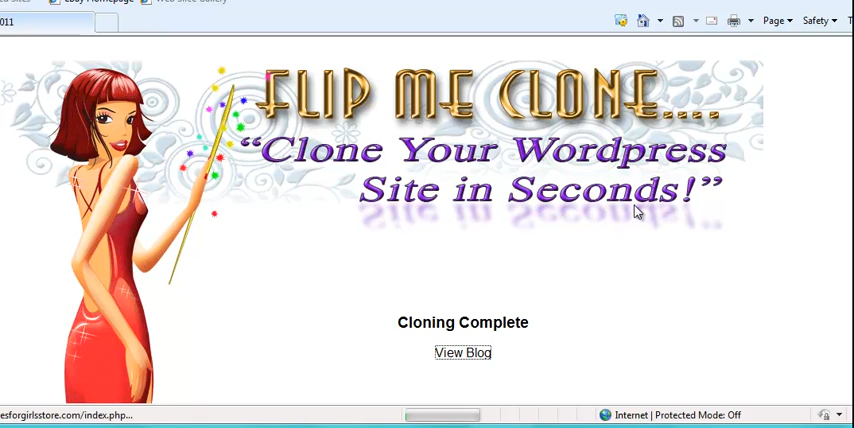 eBay Homepage
Web Slice Gallery
011
Page
Safety
FLIP ME CLONE....
“Clone Your Wordpress
Site in Seconds!”
Cloning Complete
View Blog
esforgirlsstore.com/index.php...
Internet | Protected Mode: Off